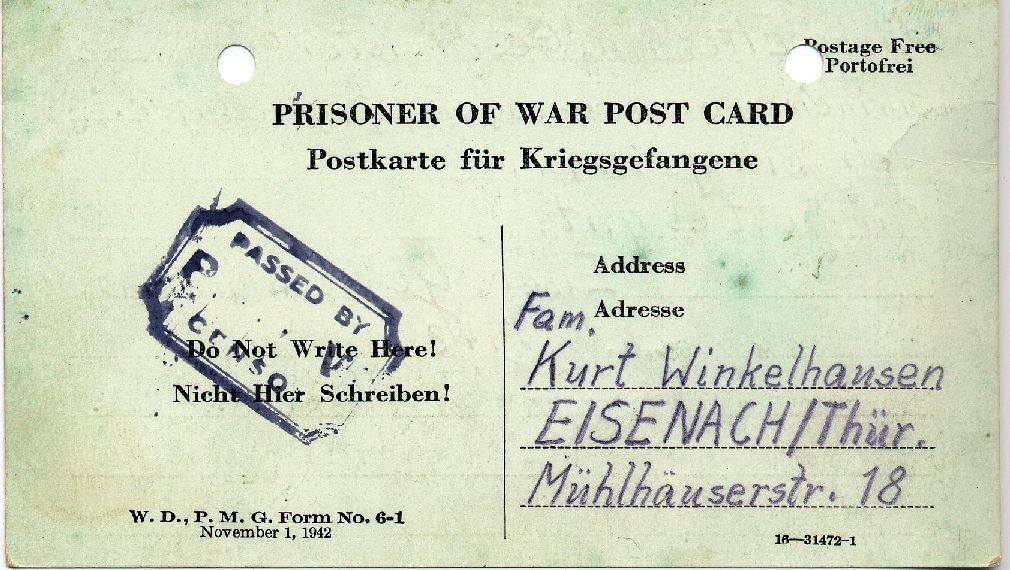 Postage Free
Portofrei
PRISONER OF WAR POST CARD
Postkarte für Kriegsgefangene
PASSED BY
P V
CENSO
Do Not Write Here!
Nicht Hier Schreiben!
Address
Adresse
Fam.
Kurt Winkelhausen
EISENACH/Thür.
Mühlhäuserstr. 18
W. D., P. M. G. Form No. 6-1
November 1, 1942
16—31472-1